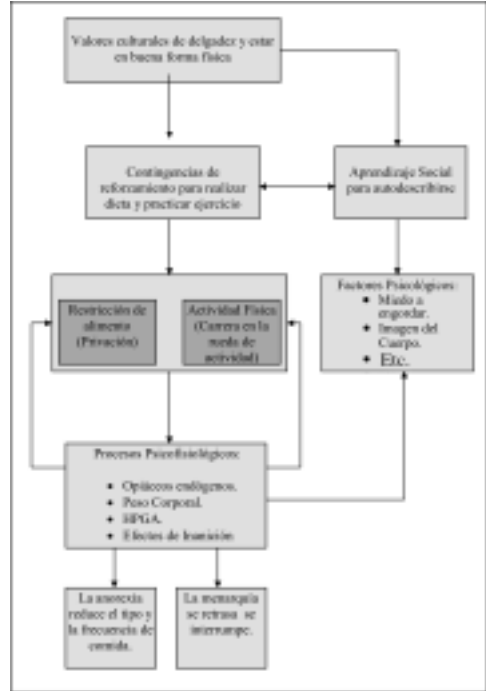 Valores culturales de delgadez y estar
en buena forma física
Contingencias de
reforzamiento para realizar
dieta y practicar ejercicio
Aprendizaje Social
para autodescribirse
Restricción de
alimento
(Privación)
Actividad Física
(Carrera en la
rueda de
actividad)
Factores Psicológicos:
• Miedo a
engordar.
• Imagen del
Cuerpo.
• Etc.
Procesos Psicofisiológicos:
• Opiáceos endógenos.
• Peso Corporal.
• HPGA.
• Efectos de Inanición
La anorexia
reduce el tipo y
la frecuencia de
comida.
La menarquía
se retrasa se
interrumpe.